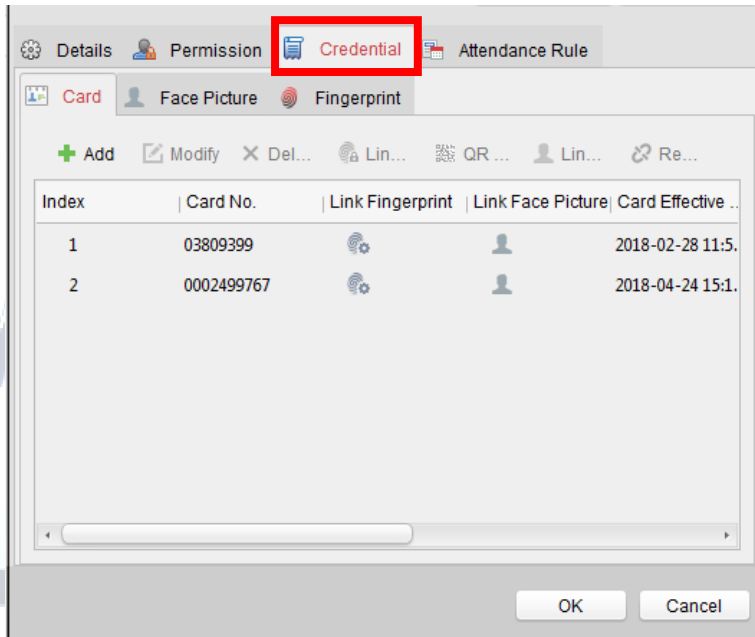 Details Permission Credential Attendance Rule
Card Face Picture Fingerprint
Add Modify Del... Lin... QR ... Lin... Re...
Index Card No. Link Fingerprint Link Face Picture Card Effective ..
1 03809399 2018-02-28 11:5.
2 0002499767 2018-04-24 15:1.
OK Cancel